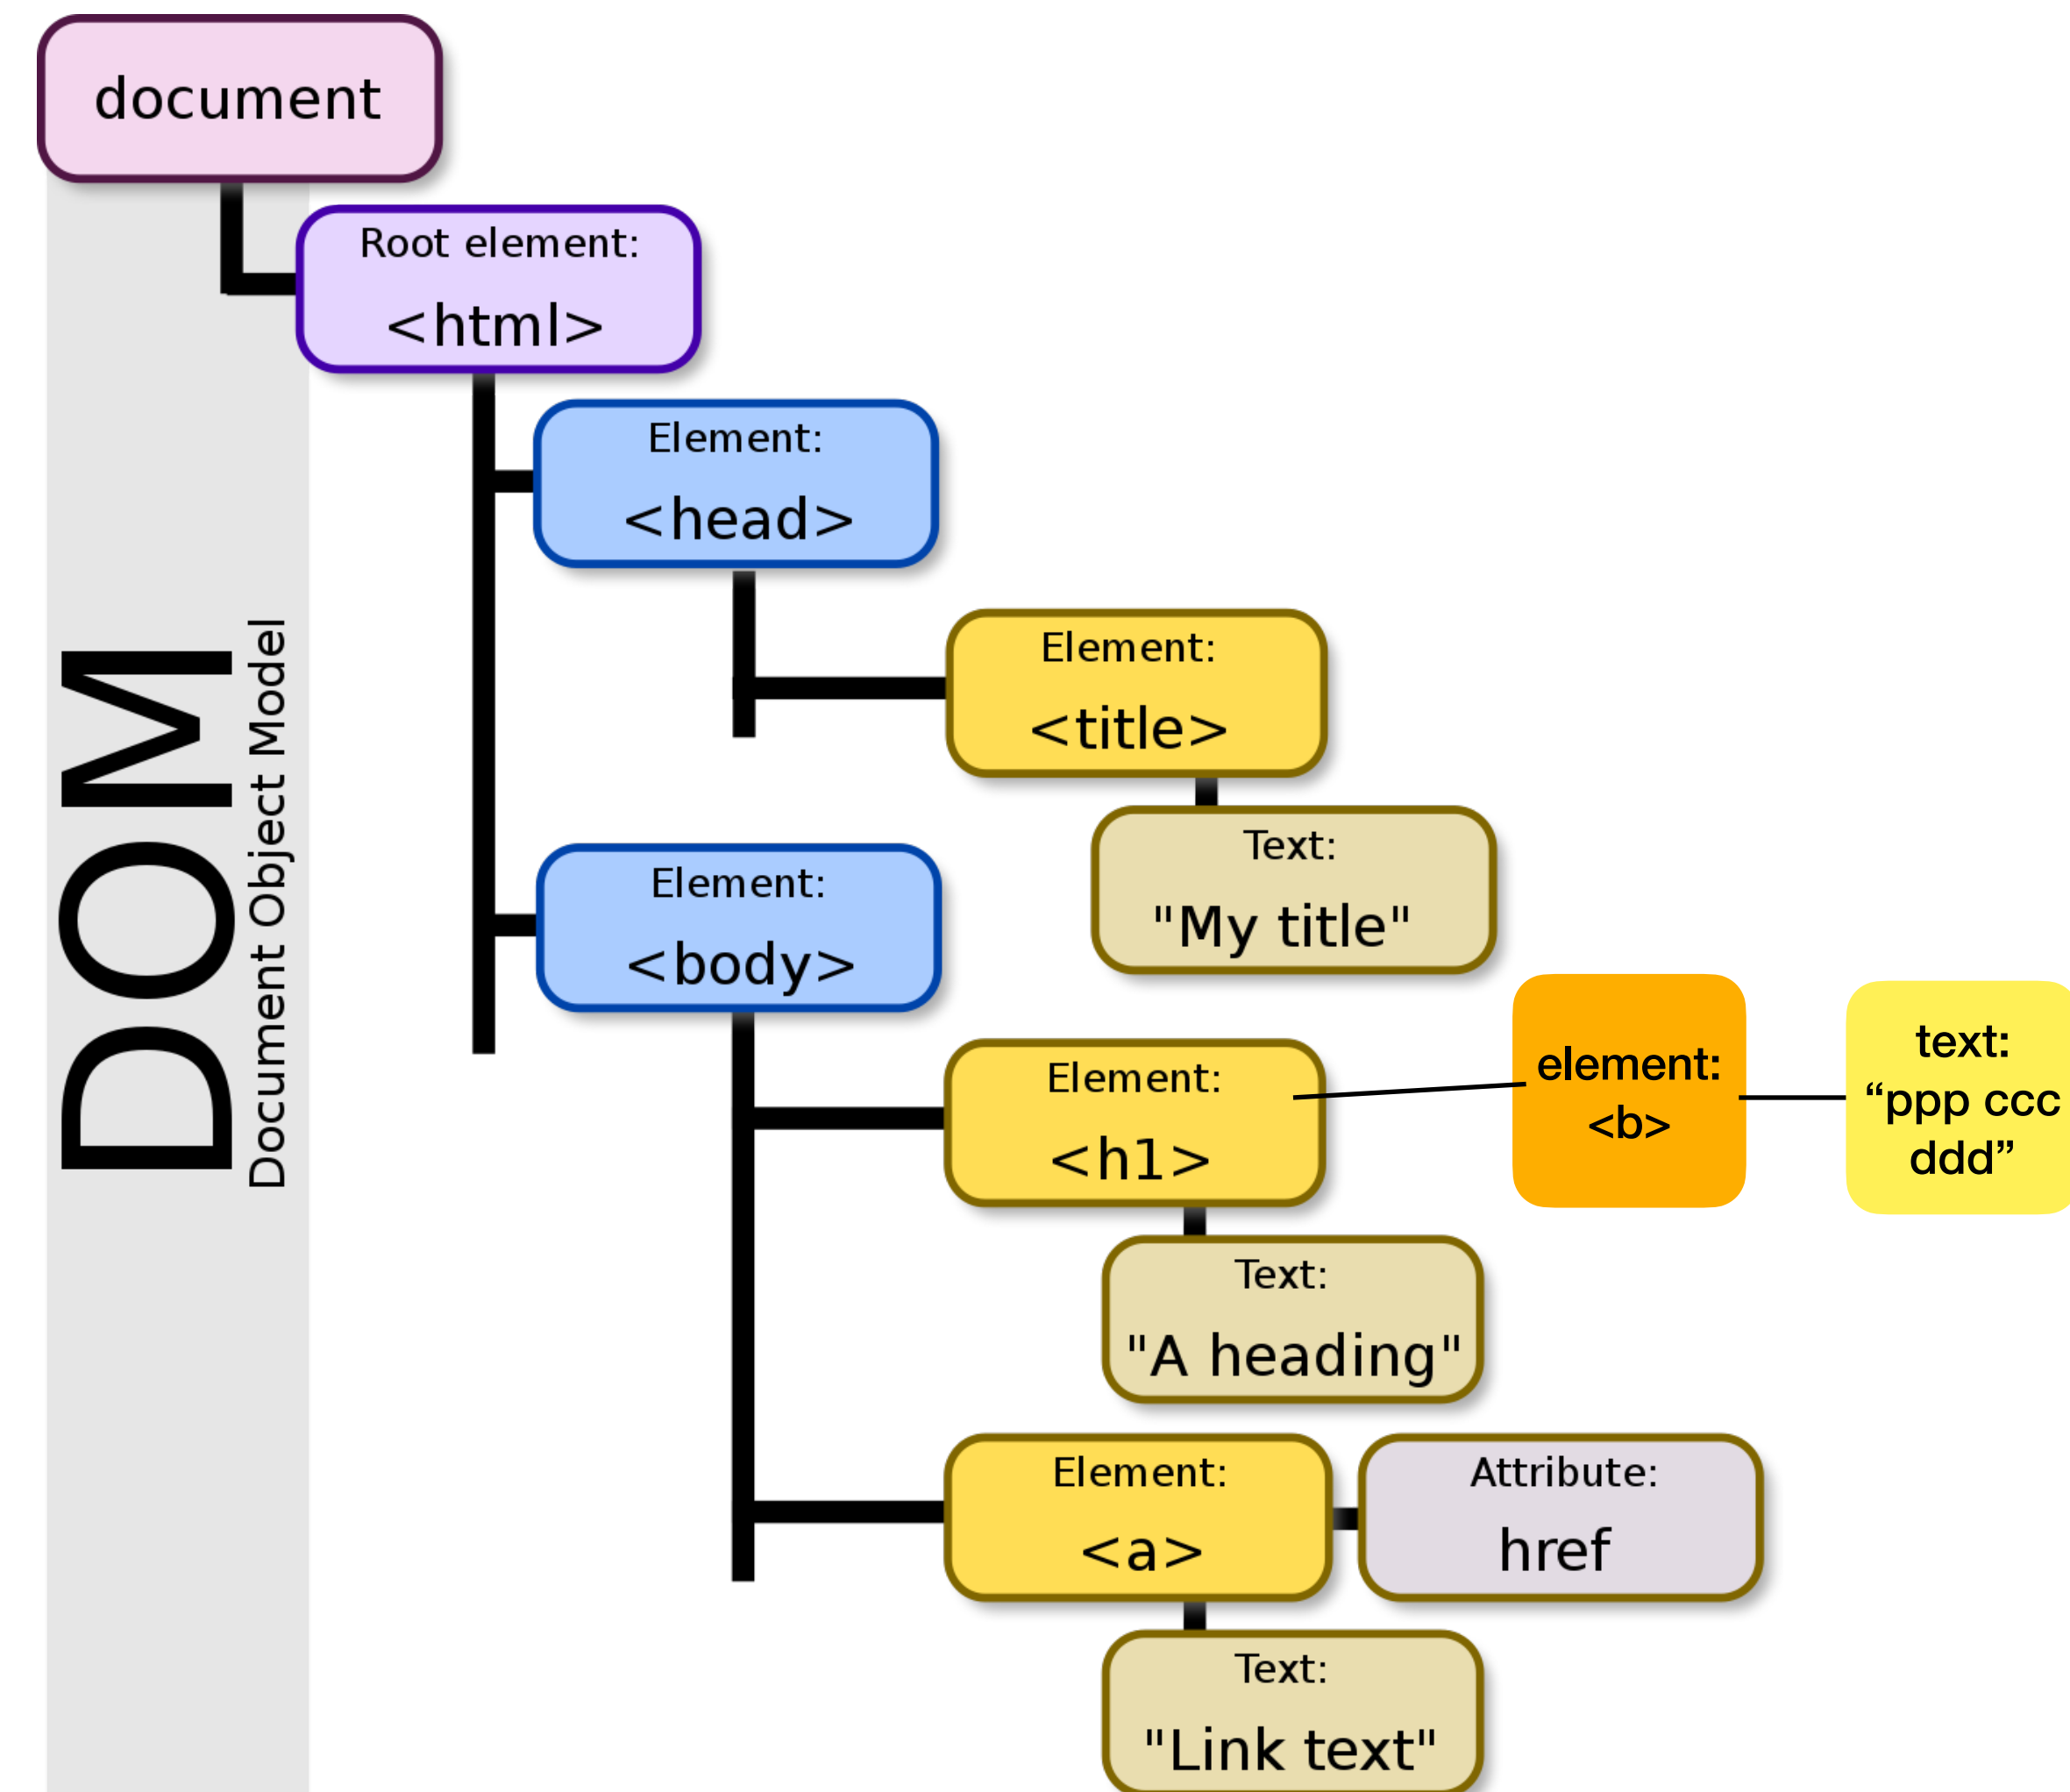 document
Root element:
<html>
Element:
<head>
Element:
<title>
Text:
"My title"
DOM
Document Object Model
Element:
<body>
Element:
<h1>
element:
<b>
text:
“ppp ccc
ddd”
Text:
"A heading"
Element:
<a>
Attribute:
href
Text:
"Link text"